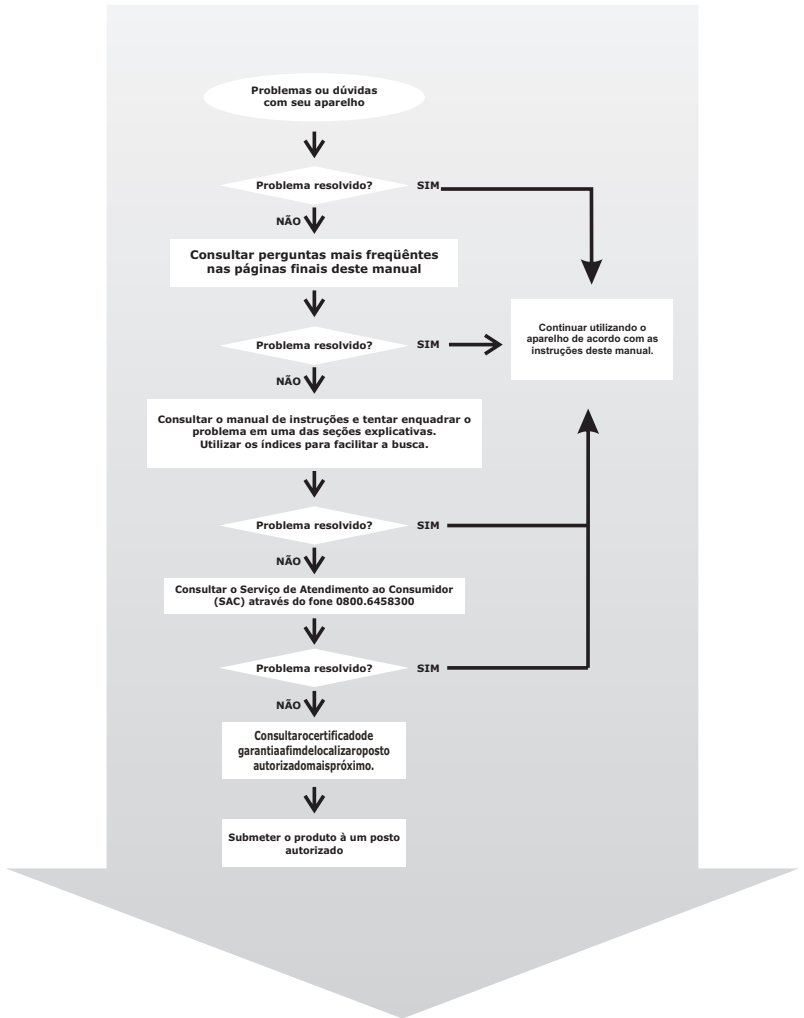 Problemas ou dúvidas
com seu aparelho
Problema resolvido?
SIM
NÃO
Consultar perguntas mais freqüêntes
nas páginas finais deste manual
Continuar utilizando o
aparelho de acordo com as
instruções deste manual.
Problema resolvido?
SIM
NÃO
Consultar o manual de instruções e tentar enquadrar o
problema em uma das seções explicativas.
Utilizar os índices para facilitar a busca.
Problema resolvido?
SIM
NÃO
Consultar o Serviço de Atendimento ao Consumidor
(SAC) através do fone 0800.6458300
Problema resolvido?
SIM
NÃO
Consultarocertificadode
garantiaafimdelocalizaroposto
autorizadomaispróximo.
Submeter o produto à um posto
autorizado